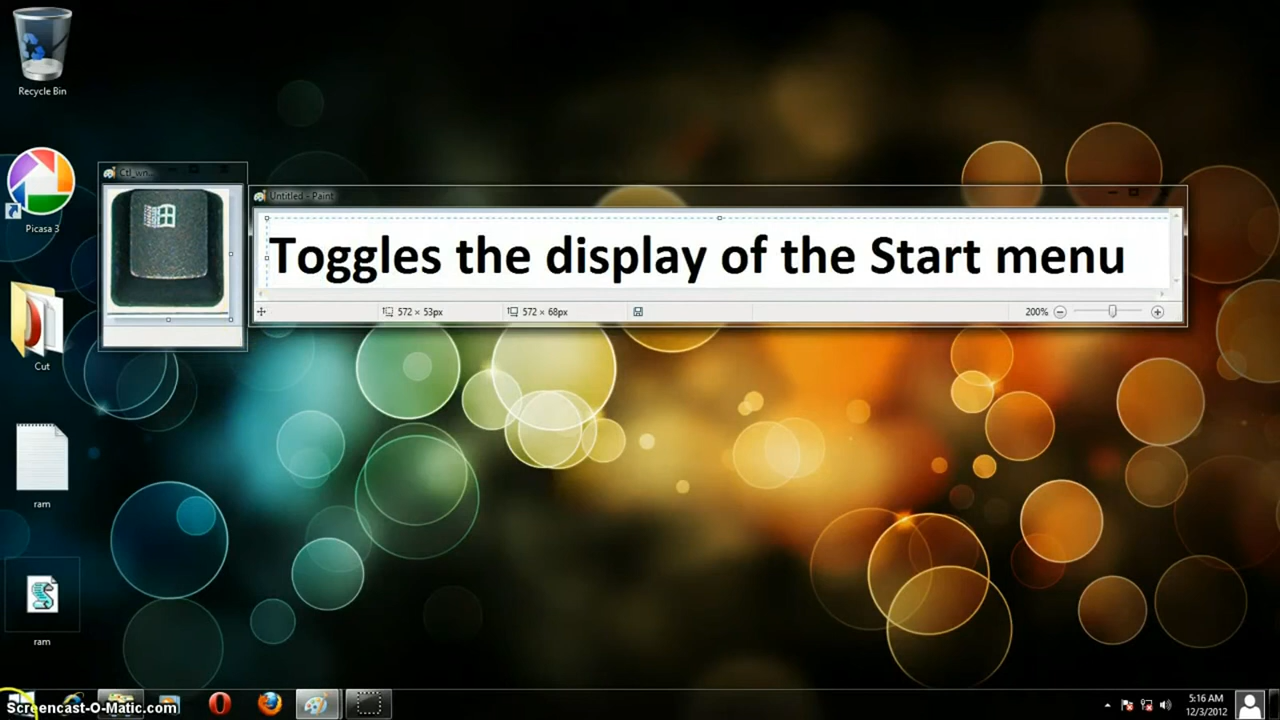 Recycle Bin
Picasa 3
Cut
ram
ram
Untitled - Paint
Toggles the display of the Start menu
572 × 53px
572 × 68px
200%
Screencast-O-Matic.com
5:16 AM
12/3/2012